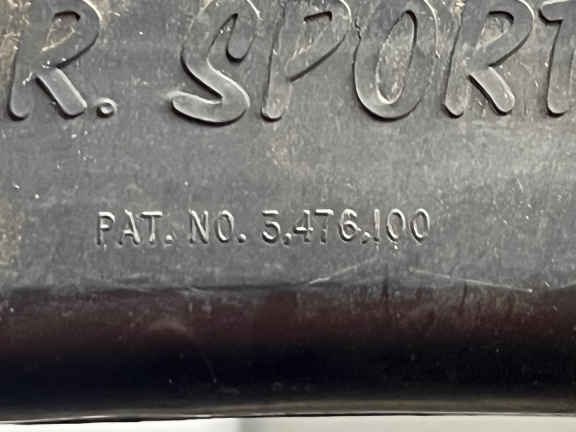 R. SPORT
PAT. NO. 5,476,100